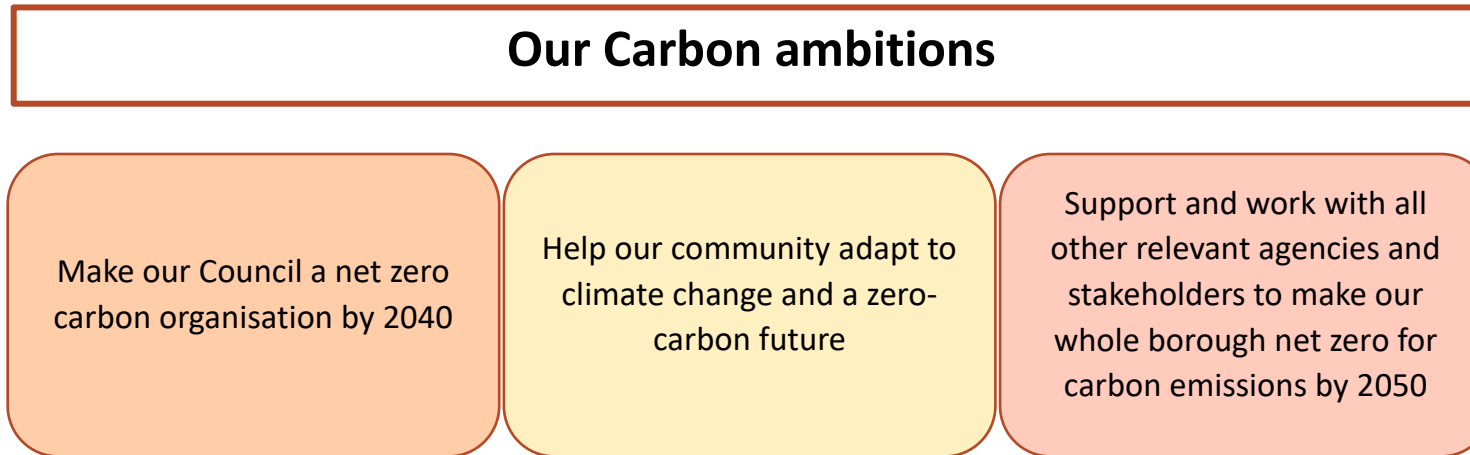 Our Carbon ambitions
Make our Council a net zero
carbon organisation by 2040
Help our community adapt to
climate change and a zero-
carbon future
Support and work with all
other relevant agencies and
stakeholders to make our
whole borough net zero for
carbon emissions by 2050